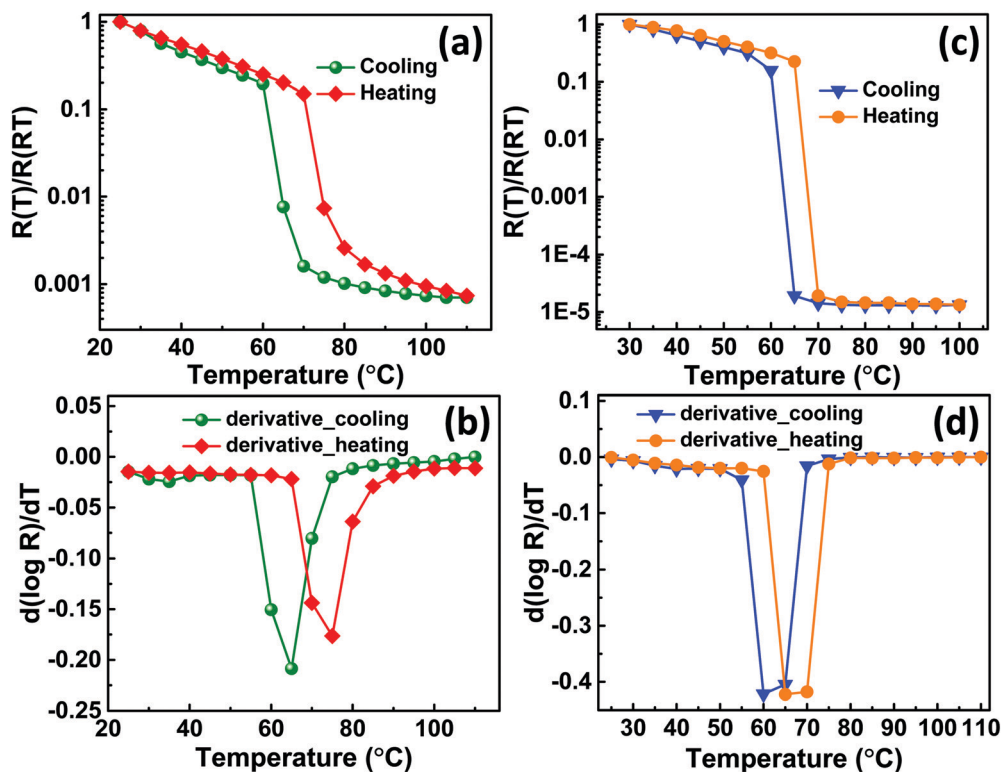 (a)
Cooling
Heating
R(T)/R(RT)
1
0.1
0.01
0.001
20 40 60 80 100
Temperature (°C)
(c)
Cooling
Heating
R(T)/R(RT)
1
0.1
0.01
0.001
1E-4
1E-5
30 40 50 60 70 80 90 100
Temperature (°C)
(b)
derivative_cooling
derivative_heating
d(log R)/dT
0.05
0.00
-0.05
-0.10
-0.15
-0.20
-0.25
20 40 60 80 100
Temperature (°C)
(d)
derivative_cooling
derivative_heating
d(log R)/dT
0.1
0.0
-0.1
-0.2
-0.3
-0.4
30 40 50 60 70 80 90 100 110
Temperature (°C)